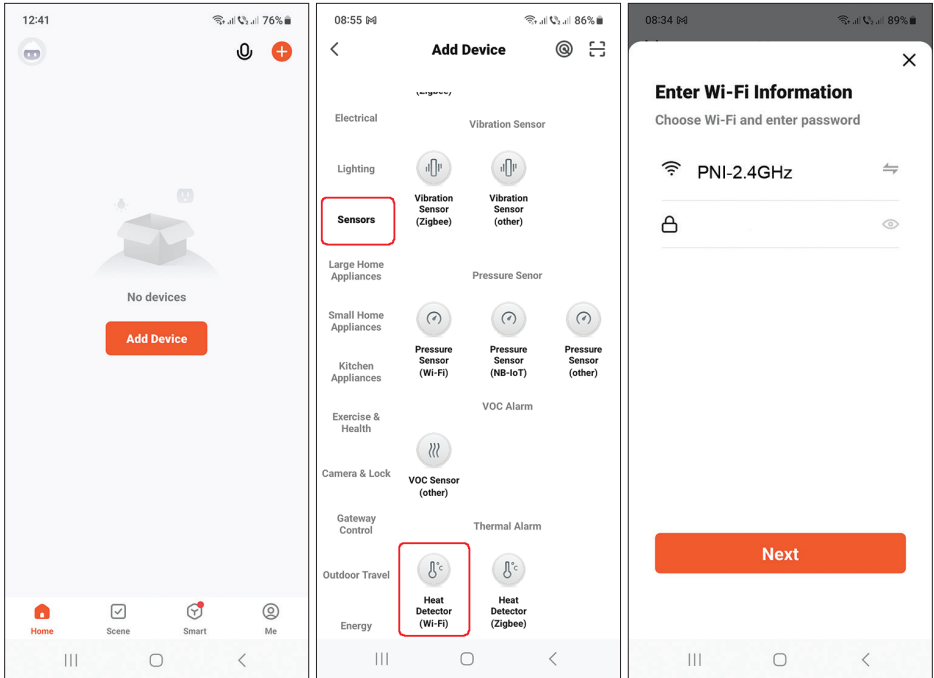 12:41
76%
No devices
Add Device
Home
Scene
Smart
Me
08:55
86%
Add Device
Electrical
Lighting
Sensors
Large Home
Appliances
Small Home
Appliances
Kitchen
Appliances
Exercise &
Health
Camera & Lock
Gateway
Control
Outdoor Travel
Energy
(Zigbee)
Vibration Sensor
Vibration
Sensor
(Zigbee)
Vibration
Sensor
(other)
Pressure Senor
Pressure
Sensor
(Wi-Fi)
Pressure
Sensor
(NB-IoT)
Pressure
Sensor
(other)
VOC Alarm
VOC Sensor
(other)
Thermal Alarm
°c
Heat
Detector
(Wi-Fi)
°c
Heat
Detector
(Zigbee)
08:34
89%
Enter Wi-Fi Information
Choose Wi-Fi and enter password
PNI-2.4GHz
Next